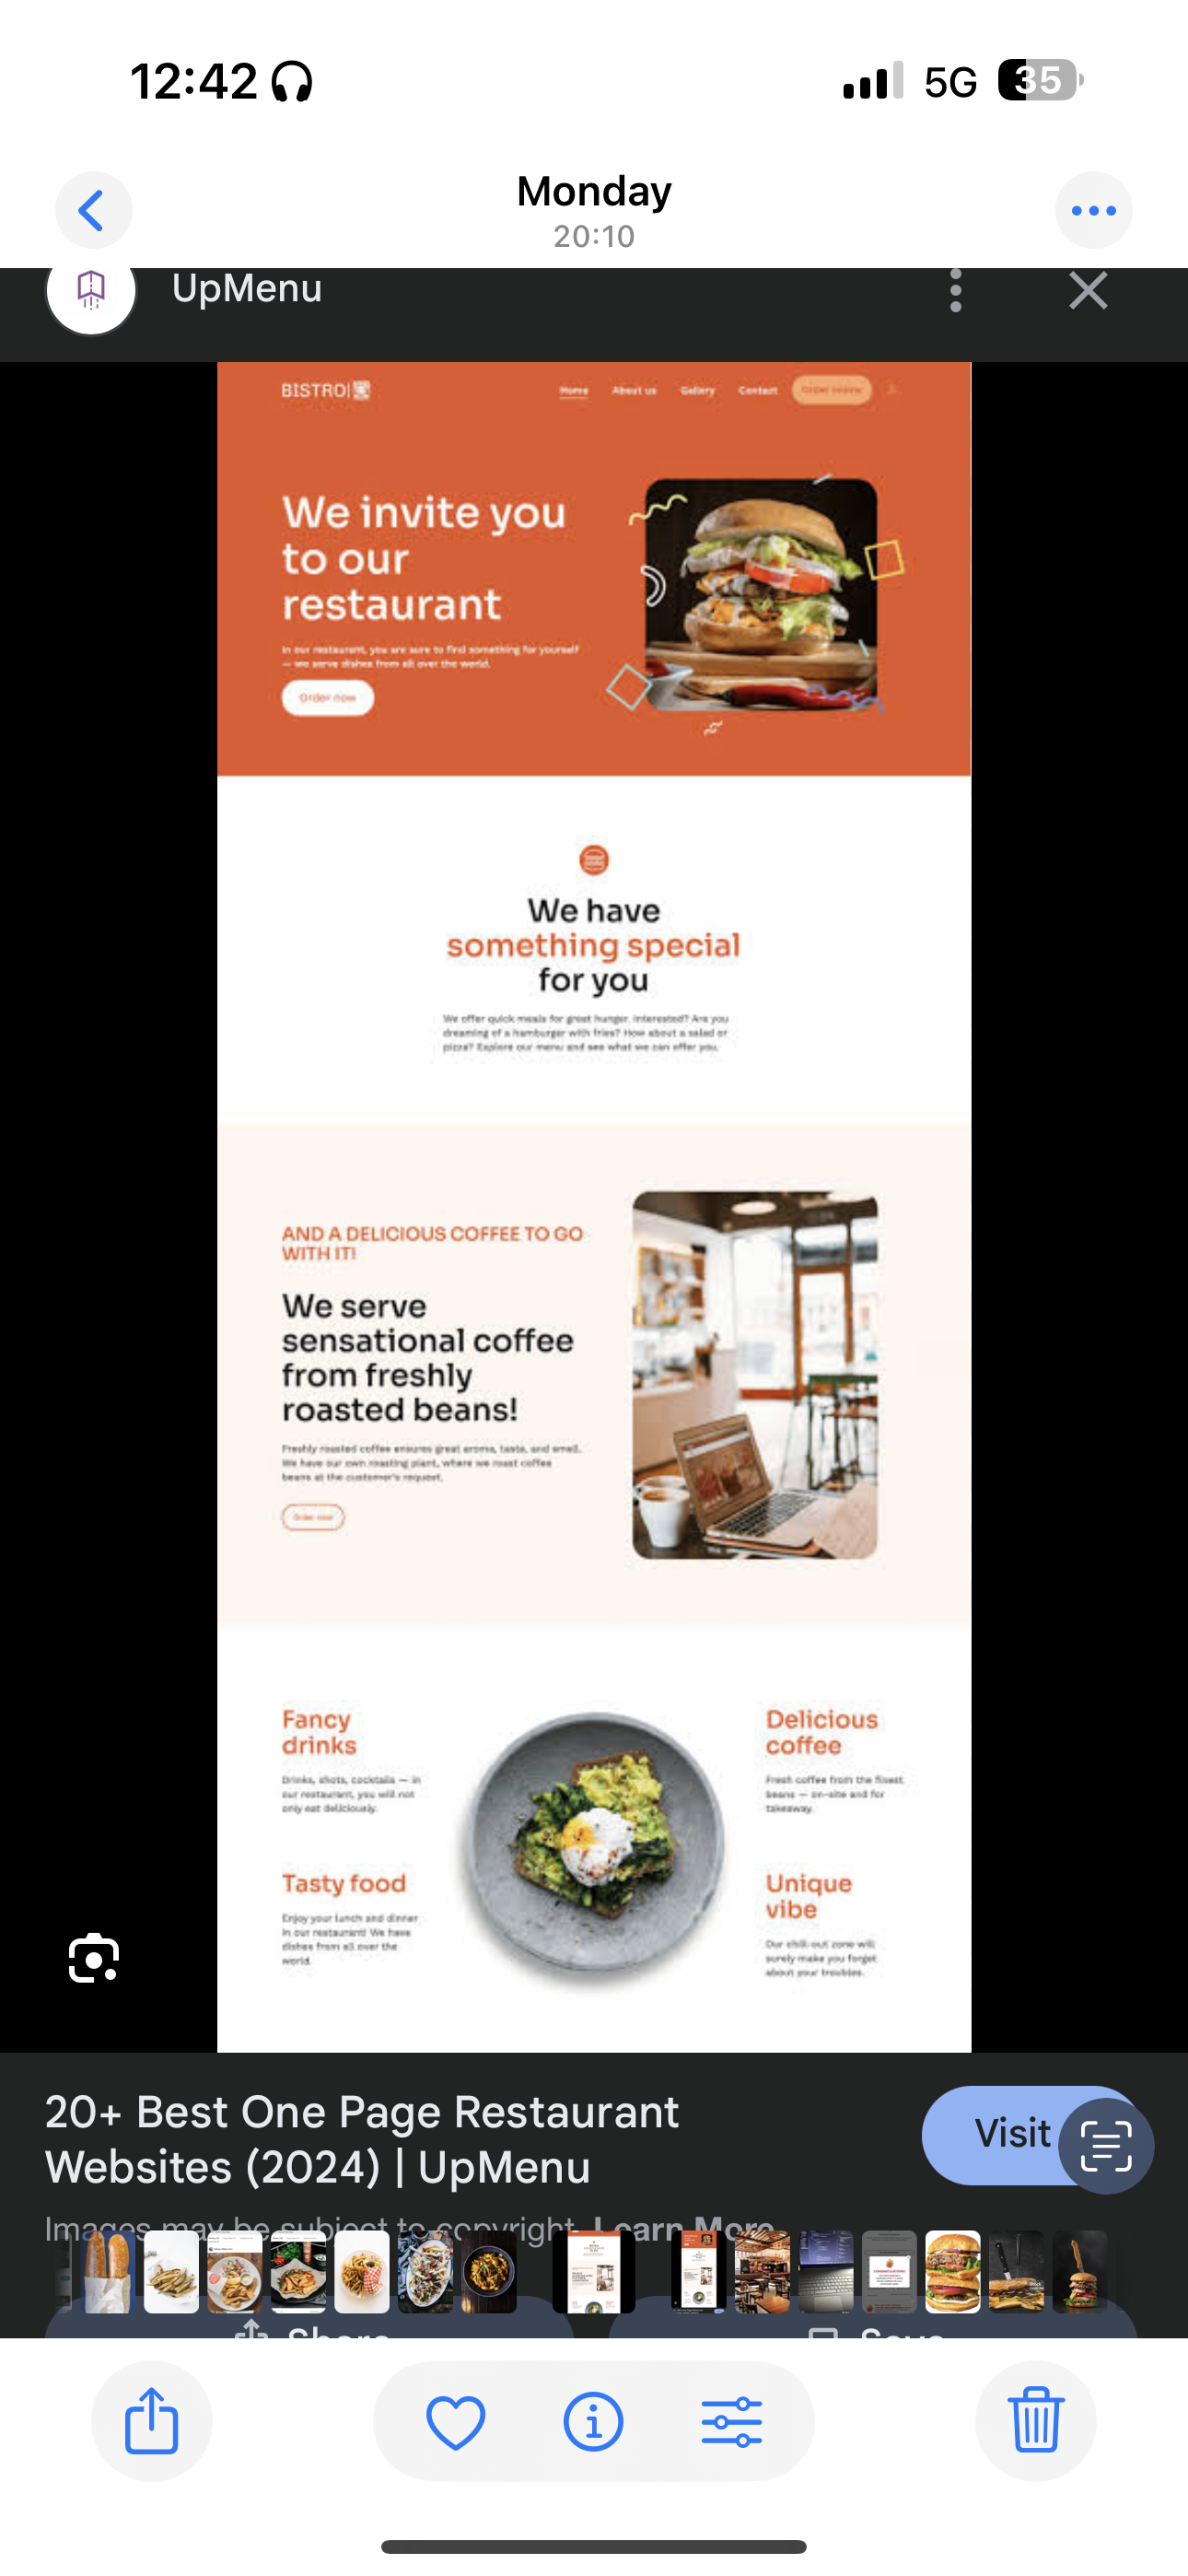 12:42
5G
35
Monday
20:10
UpMenu
BISTRO
Home About us Gallery Contact Order online
We invite you
to our
restaurant
In our restaurant, you are sure to find something for yourself
— we serve dishes from all over the world.
Order now
We have
something special
for you
We offer quick meals for great hunger. Interested? Are you
dreaming of a hamburger with fries? How about a salad or
pizza? Explore our menu and see what we can offer you.
AND A DELICIOUS COFFEE TO GO
WITH IT!
We serve
sensational coffee
from freshly
roasted beans!
Freshly roasted coffee ensures great aroma, taste, and smell.
We have our own roasting plant, where we roast coffee
beans at the customer's request.
Order now
Fancy
drinks
Drinks, shots, cocktails — in
our restaurant, you will not
only eat deliciously.
Delicious
coffee
Fresh coffee from the finest
beans — on-site and for
takeaway.
Tasty food
Enjoy your lunch and dinner
in our restaurant! We have
dishes from all over the
world.
Unique
vibe
Our chill-out zone will
surely make you forget
about your troubles.
20+ Best One Page Restaurant
Websites (2024) | UpMenu
Visit
Images may be subject to copyright. Learn More
Share
Save